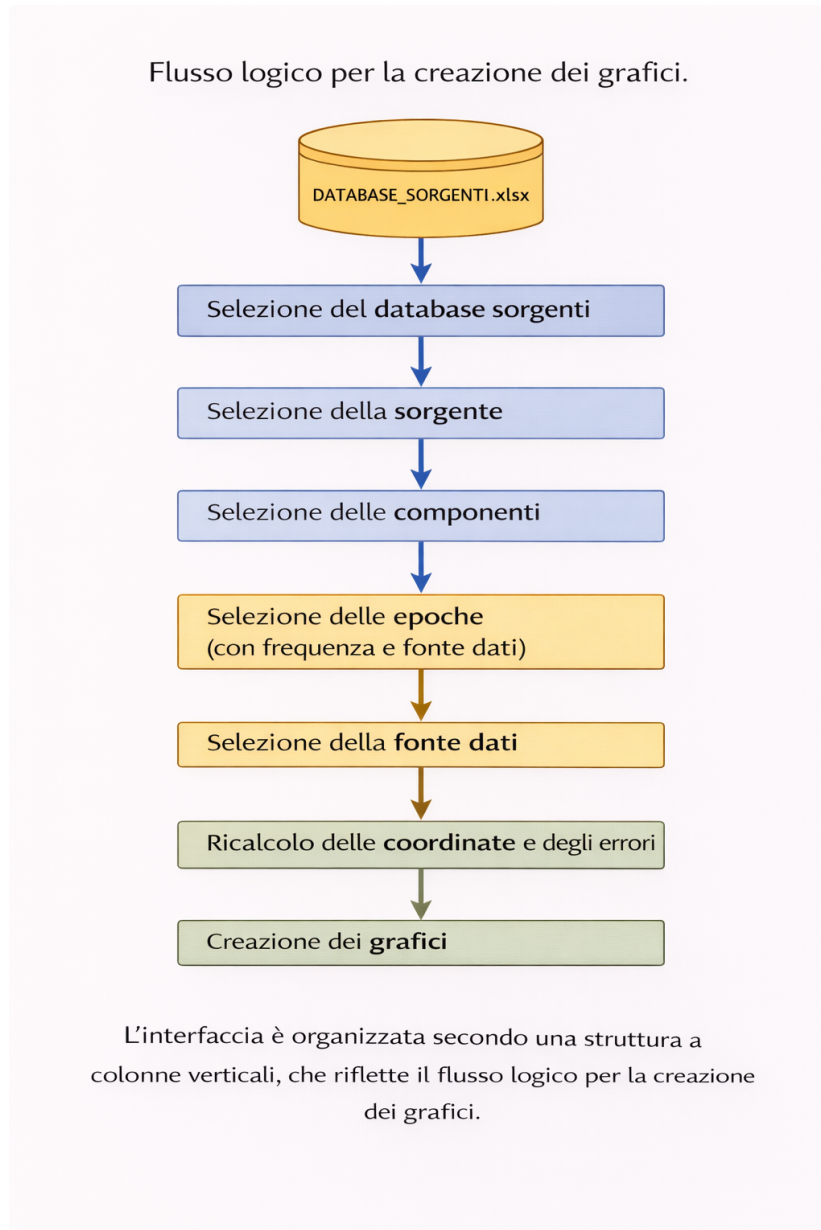 Flusso logico per la creazione dei grafici.
DATABASE_SORGENTI.xlsx
Selezione del database sorgenti
Selezione della sorgente
Selezione delle componenti
Selezione delle epoche
(con frequenza e fonte dati)
Selezione della fonte dati
Ricalcolo delle coordinate e degli errori
Creazione dei grafici
L'interfaccia è organizzata secondo una struttura a
colonne verticali, che riflette il flusso logico per la creazione
dei grafici.